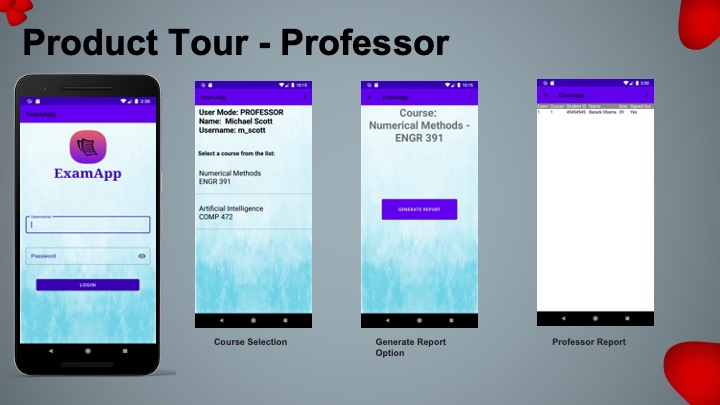 Product Tour - Professor
3:30
ExamApp
ExamApp
Username
Password
LOGIN
10:15
ExamApp
User Mode: PROFESSOR
Name: Michael Scott
Username: m_scott
Select a course from the list:
Numerical Methods
ENGR 391
Artificial Intelligence
COMP 472
Course Selection
10:15
ExamApp
Course:
Numerical Methods -
ENGR 391
GENERATE REPORT
Generate Report
Option
3:30
ExamApp
Exam Course Student ID Name Seat Signed Out
1 1 45454545 Barack Obama 39 Yes
Professor Report